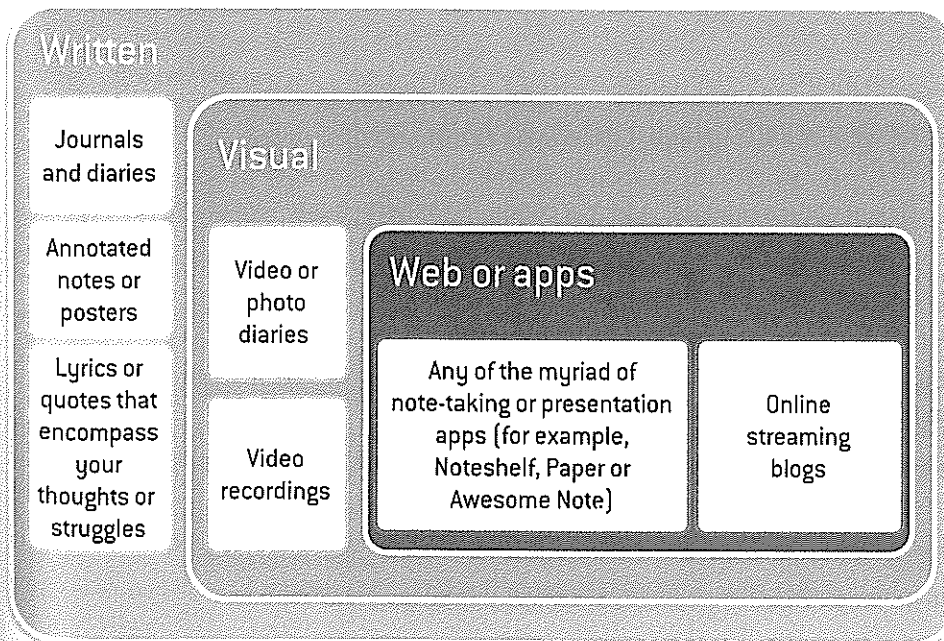 Written
Journals
and diaries
Annotated
notes or
posters
Lyrics or
quotes that
encompass
your
thoughts or
struggles
Visual
Video or
photo
diaries
Video
recordings
Web or apps
Any of the myriad of
note-taking or presentation
apps (for example,
Noteshelf, Paper or
Awesome Note.)
Online
streaming
blogs